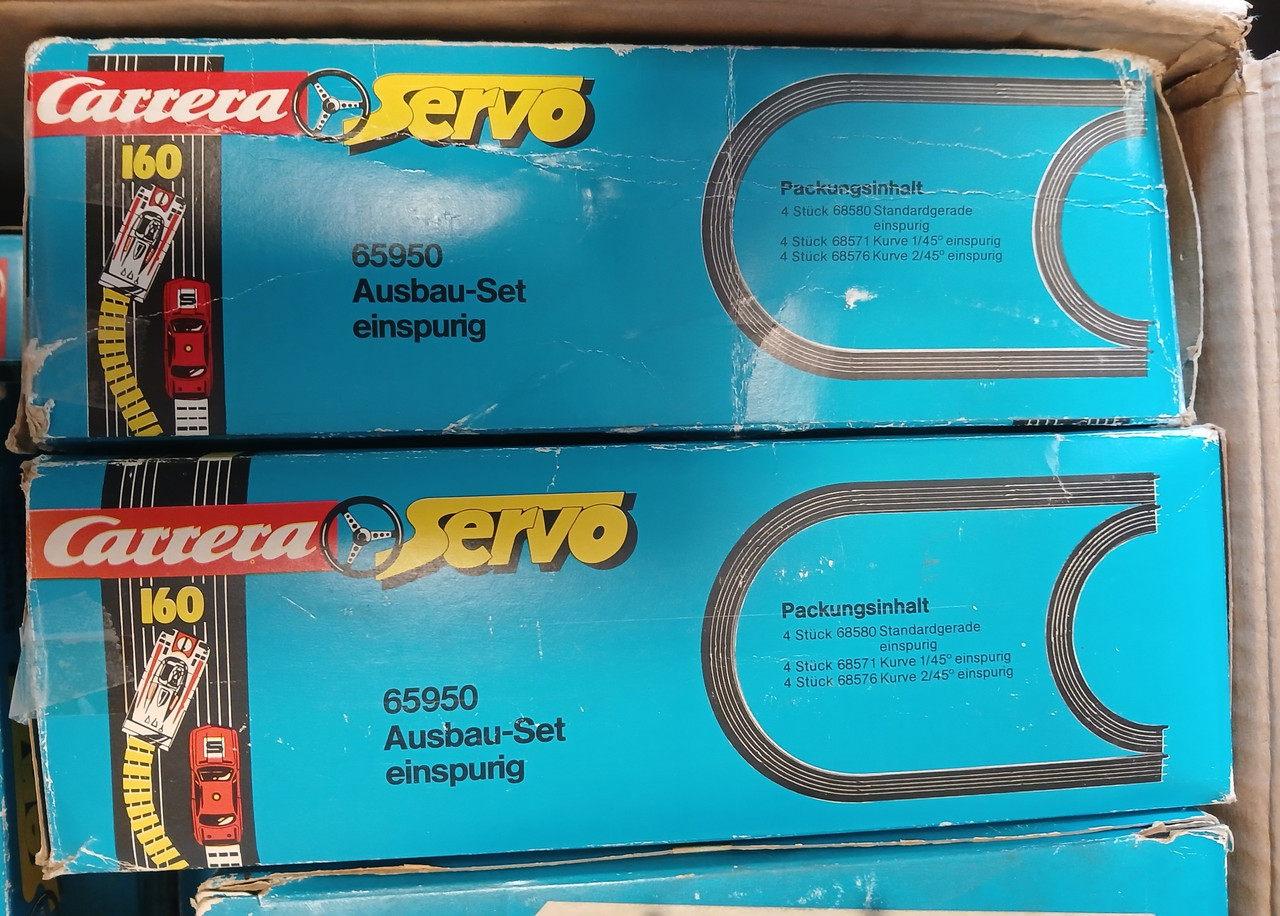 Carrera Servo
160
65950
Ausbau-Set
einspurig
Packungsinhalt
4 Stück 68580 Standardgerade
einspurig
4 Stück 68571 Kurve 1/45° einspurig
4 Stück 68576 Kurve 2/45° einspurig
Carrera Servo
160
65950
Ausbau-Set
einspurig
Packungsinhalt
4 Stück 68580 Standardgerade
einspurig
4 Stück 68571 Kurve 1/45° einspurig
4 Stück 68576 Kurve 2/45° einspurig